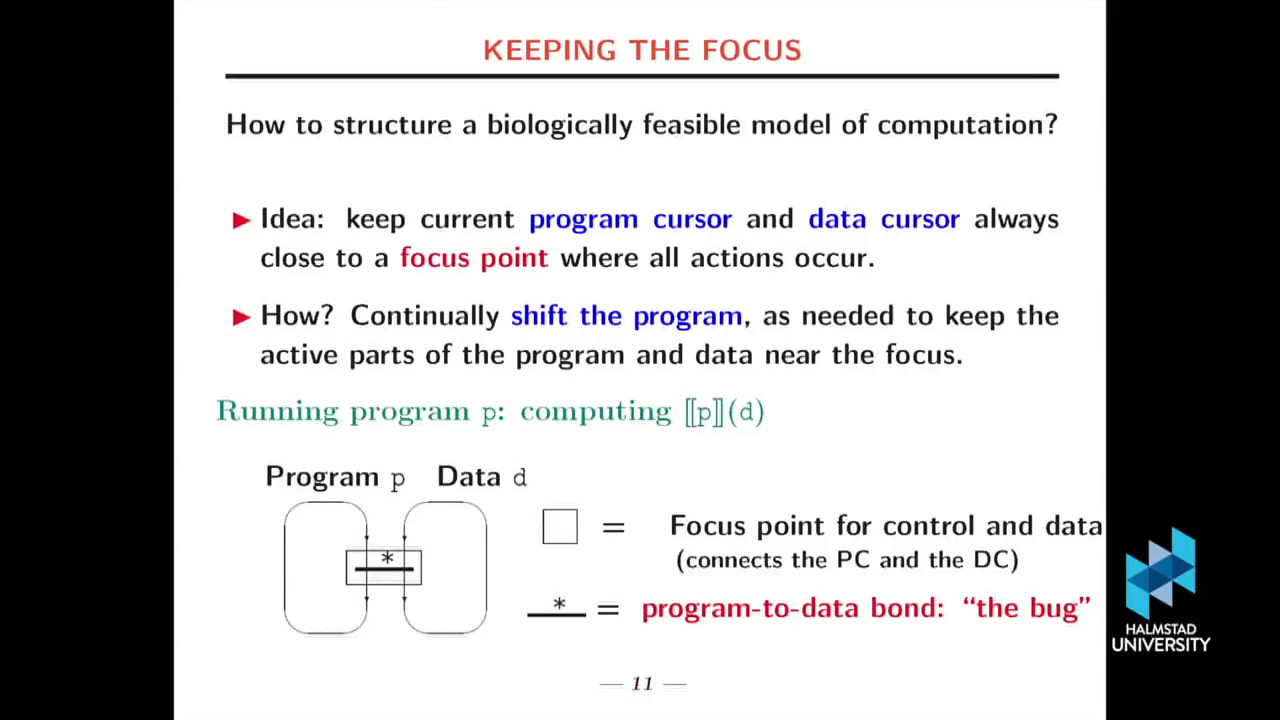 KEEPING THE FOCUS
How to structure a biologically feasible model of computation?
▶ Idea: keep current program cursor and data cursor always
close to a focus point where all actions occur.
▶ How? Continually shift the program, as needed to keep the
active parts of the program and data near the focus.
Running program p: computing ⟦p⟧(d)
Program p Data d
*
= Focus point for control and data
(connects the PC and the DC)
* = program-to-data bond: “the bug”
HALMSTAD
UNIVERSITY
— 11 —